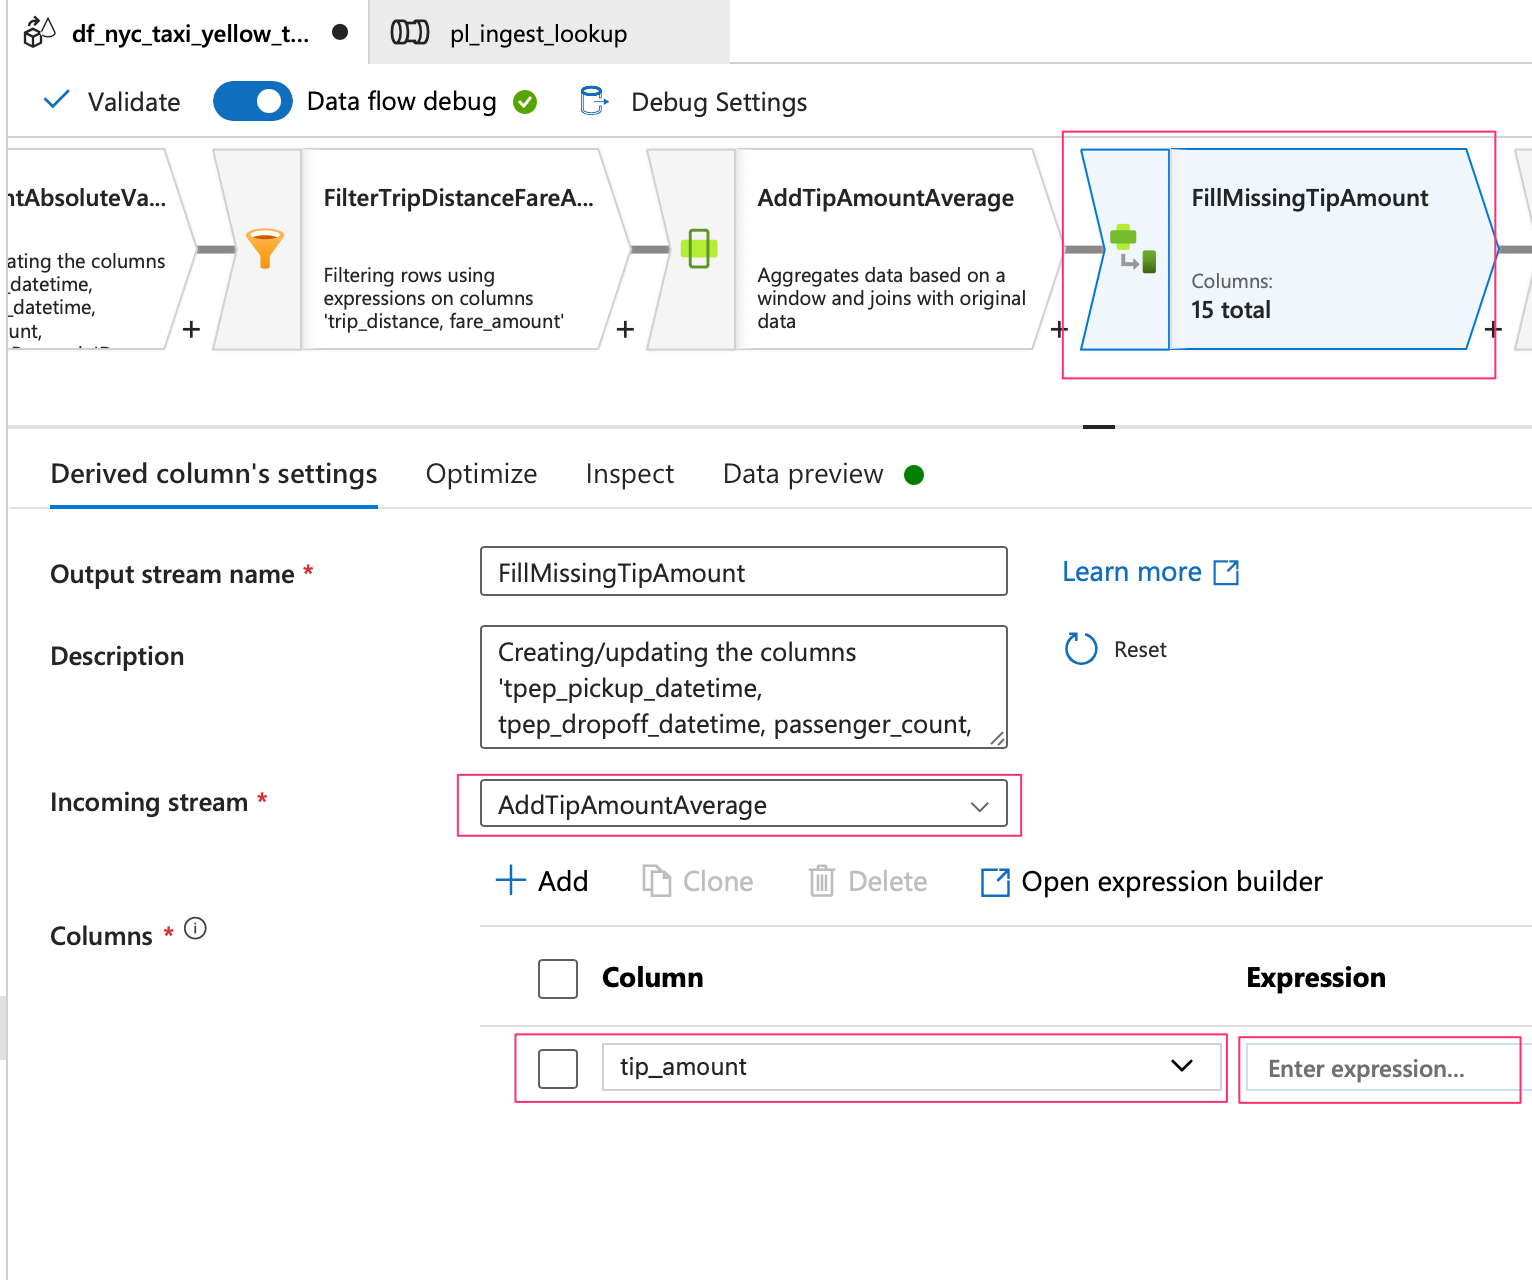 df_nyc_taxi_yellow_t...
pl_ingest_lookup
Validate
Data flow debug
Debug Settings
ntAbsoluteVa...
ating the columns
_datetime,
_datetime,
unt,
FilterTripDistanceFareA...
Filtering rows using
expressions on columns
'trip_distance, fare_amount'
AddTipAmountAverage
Aggregates data based on a
window and joins with original
data
FillMissingTipAmount
Columns:
15 total
Derived column's settings
Optimize
Inspect
Data preview
Output stream name *
FillMissingTipAmount
Learn more
Description
Creating/updating the columns
'tpep_pickup_datetime,
tpep_dropoff_datetime, passenger_count,
Reset
Incoming stream *
AddTipAmountAverage
Add
Clone
Delete
Open expression builder
Columns *
Column
Expression
tip_amount
Enter expression...